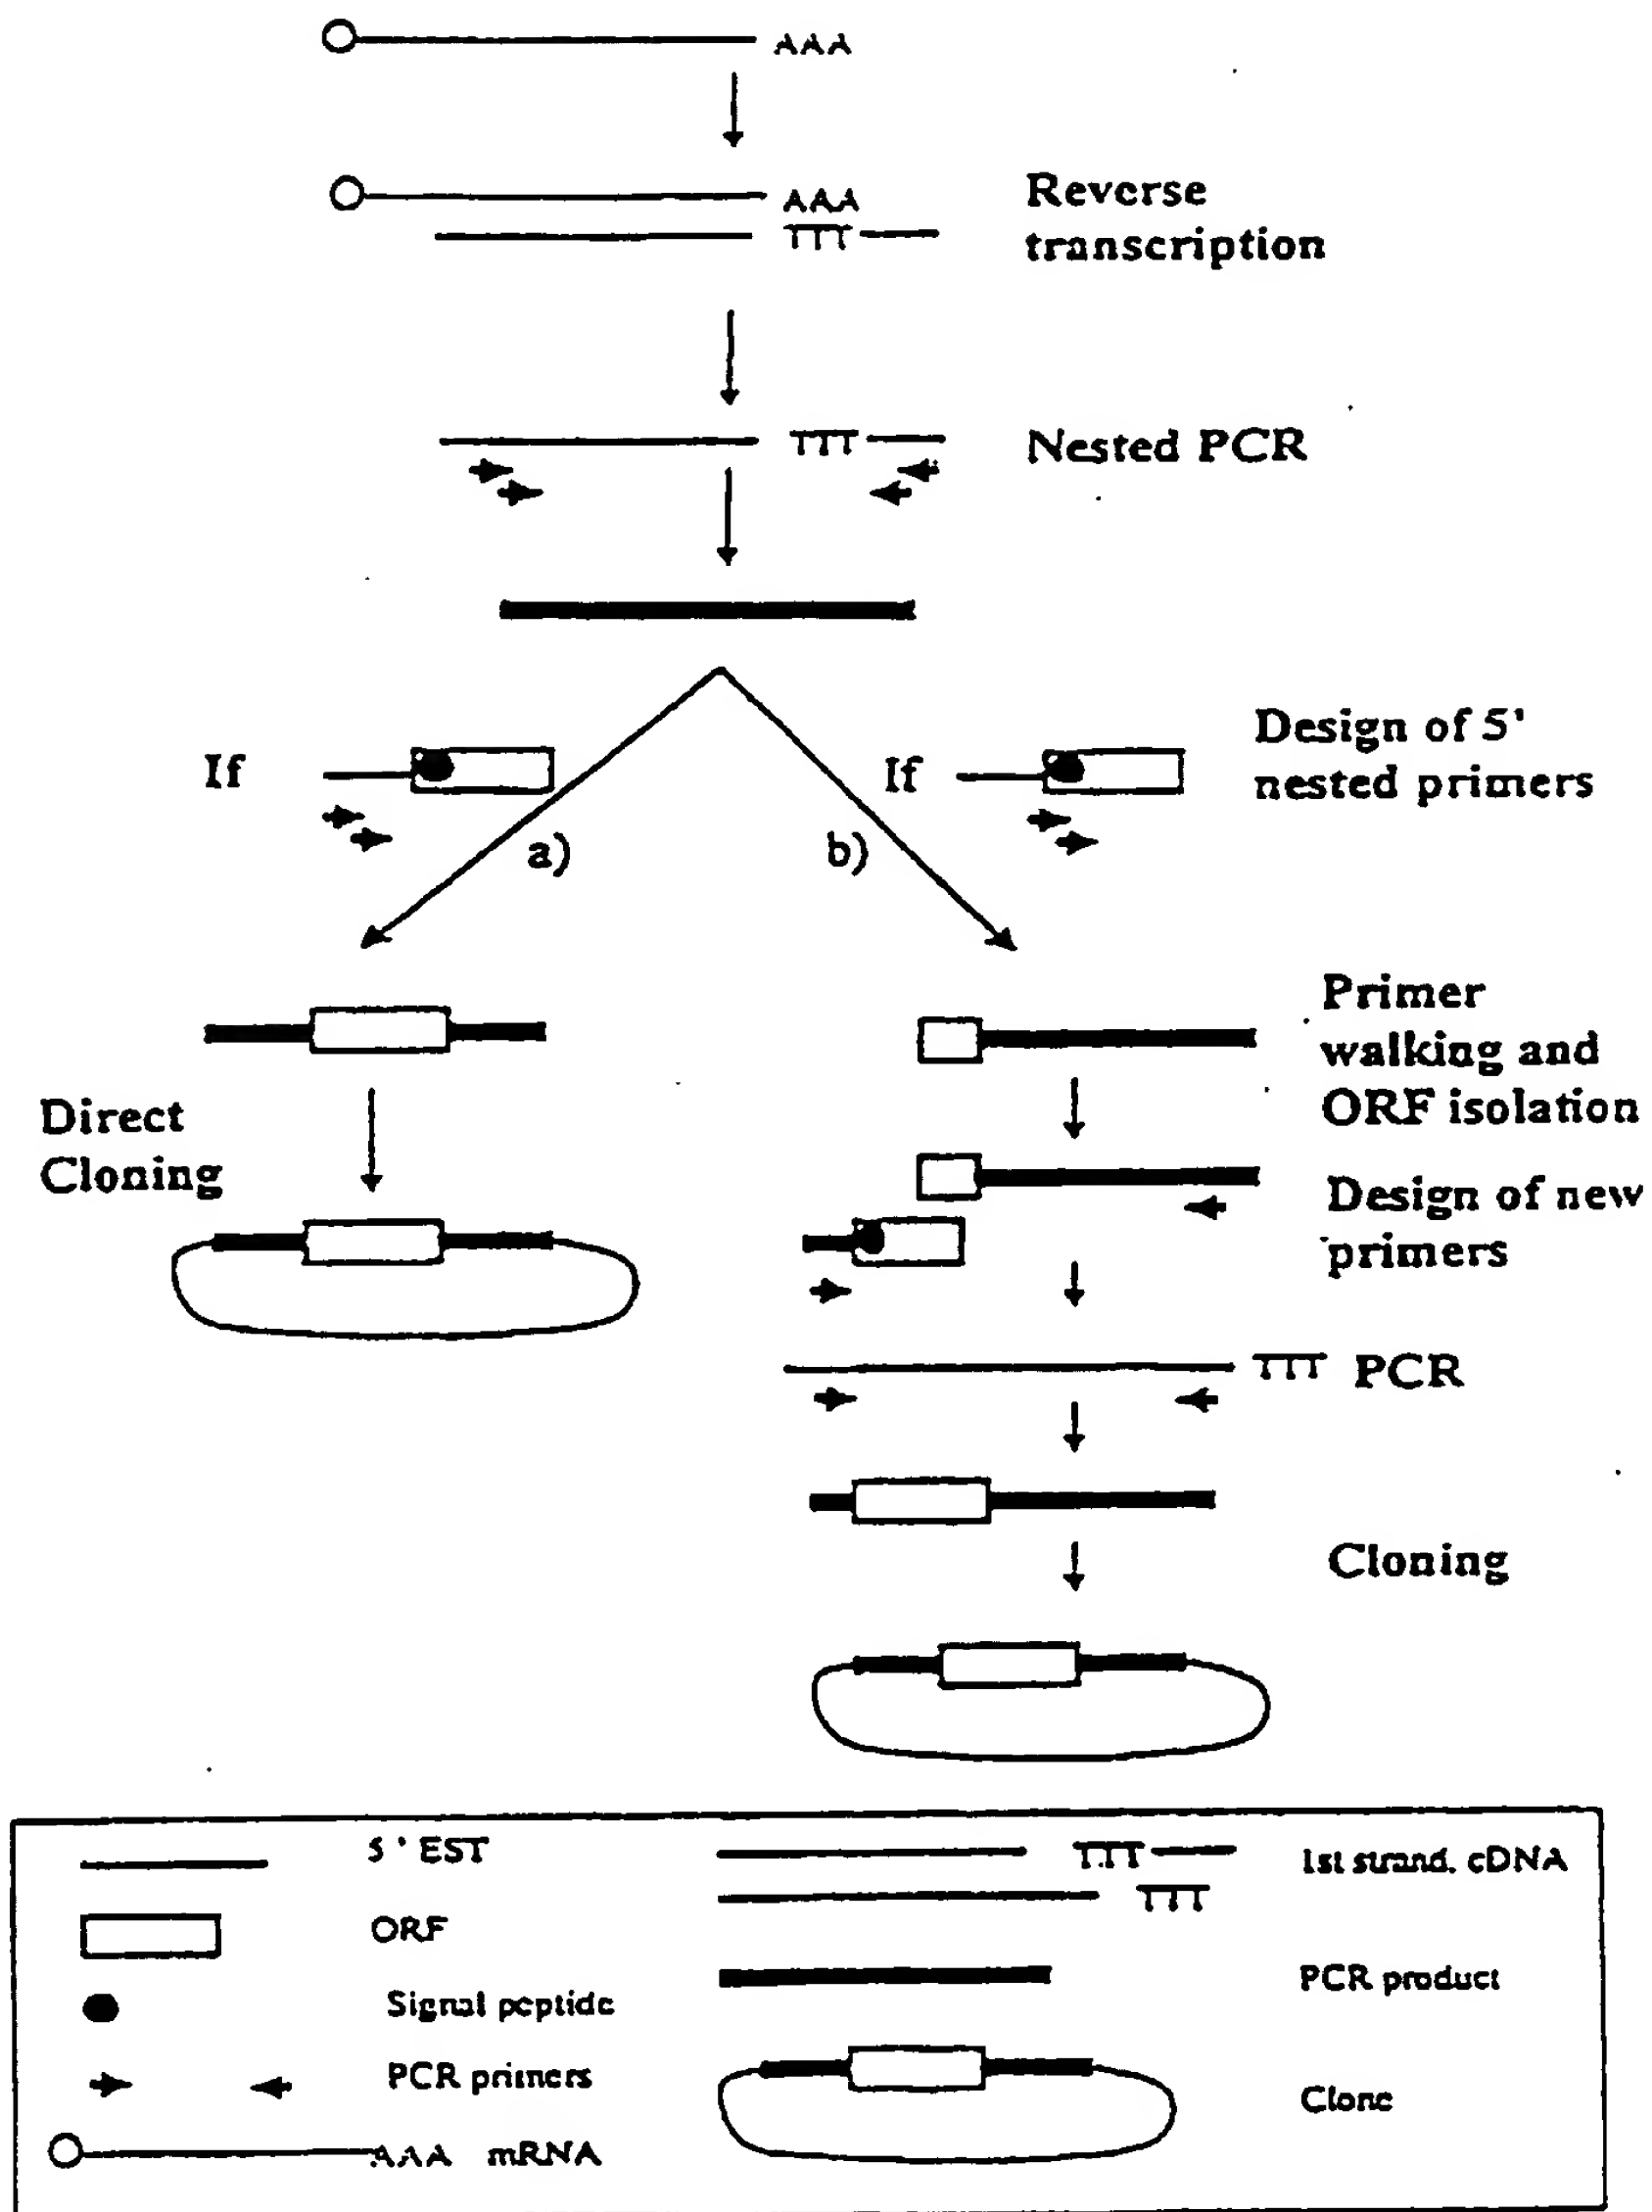 AAA
AAA
TTT
Reverse
transcription
TTT
Nested PCR
If
If
Design of 5'
nested primers
a)
b)
Primer
walking and
ORF isolation
Direct
Cloning
Design of new
primers
TTT
PCR
Cloning
5' EST
TTT
1st strand. cDNA
TTT
ORF
PCR product
Signal peptide
PCR primers
Clone
AAA
mRNA